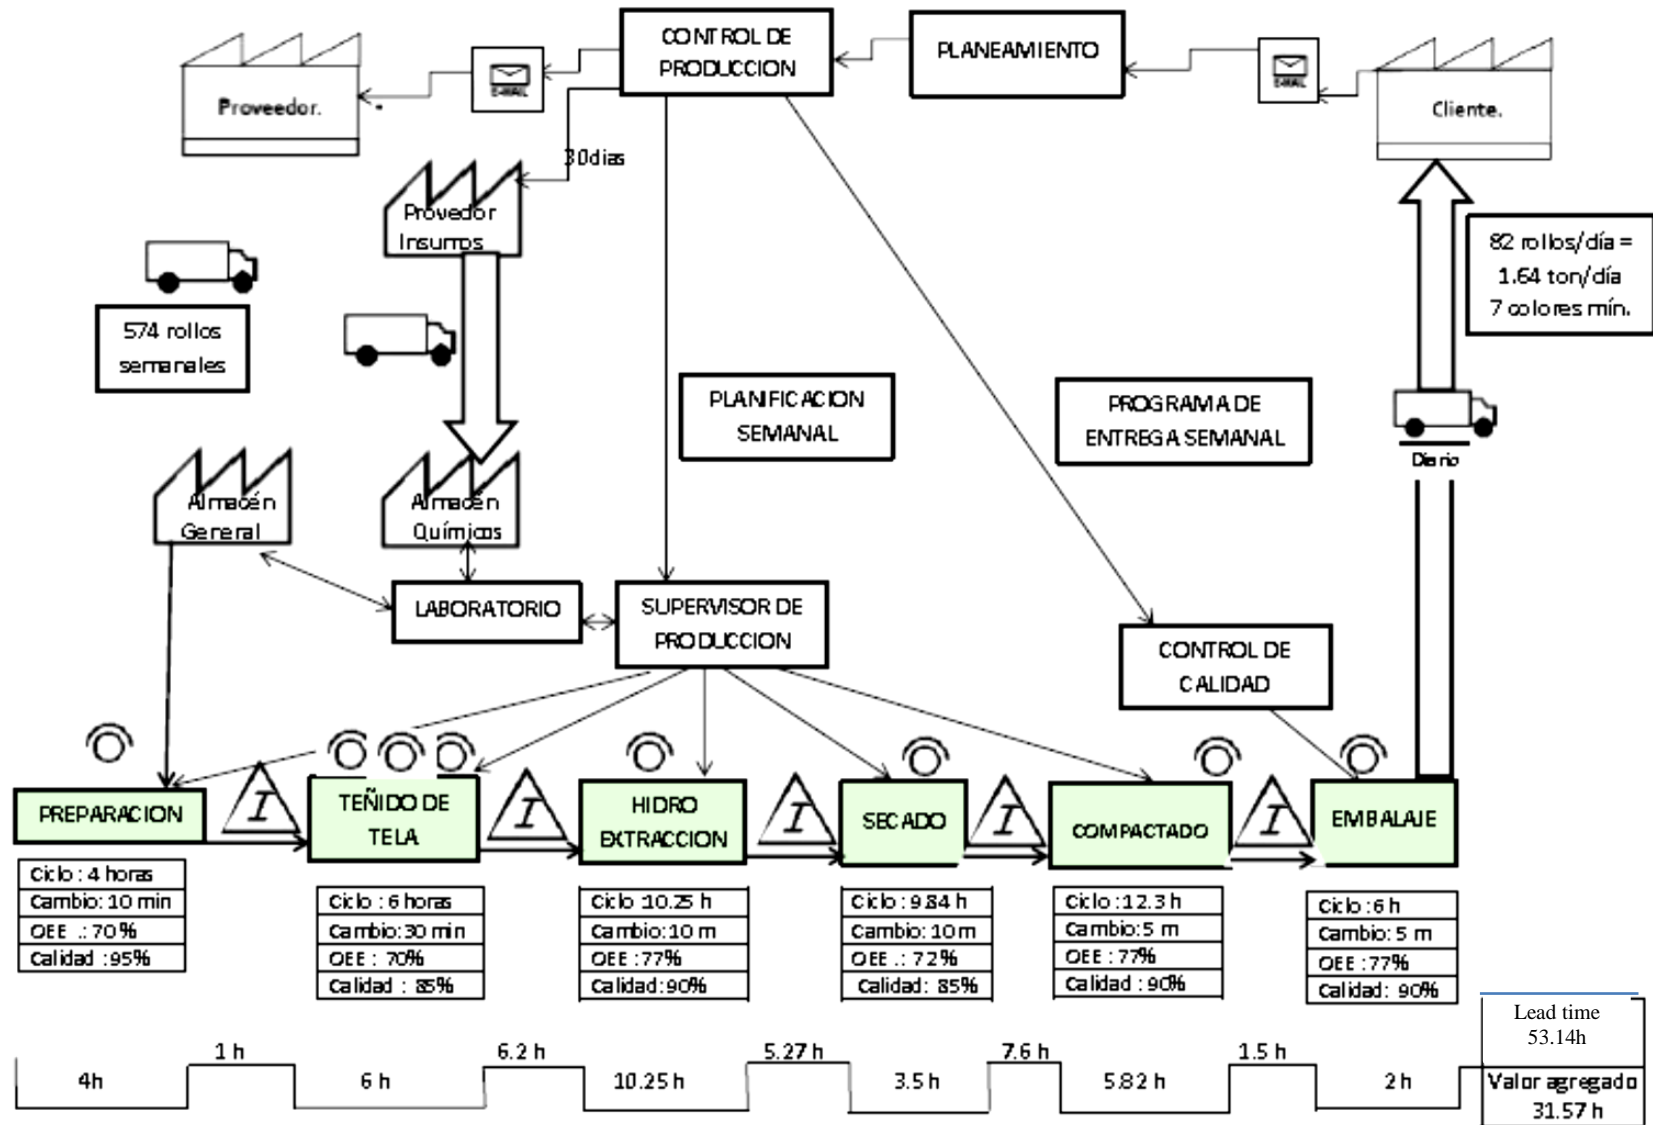 CONTROL DE
PRODUCCION
PLANEAMIENTO
E-MAIL
E-MAIL
Proveedor.
Cliente.
30dias
Provedor
Insumos
82 rollos/día =
1.64 ton/día
7 colores mín.
574 rollos
semanales
PLANIFICACION
SEMANAL
PROGRAMA DE
ENTREGA SEMANAL
Diario
Almacén
General
Almacén
Químicos
LABORATORIO
SUPERVISOR DE
PRODUCCION
CONTROL DE
CALIDAD
PREPARACION
I
TEÑIDO DE
TELA
I
HIDRO
EXTRACCION
I
SECADO
I
COMPACTADO
I
EMBALAJE
Ciclo : 4 horas
Cambio: 10 min
OEE .: 70%
Calidad :95%
Ciclo : 6 horas
Cambio:30 min
OEE : 70%
Calidad : 85%
Ciclo :10.25 h
Cambio:10 m
OEE :77%
Calidad:90%
Ciclo : 9.84 h
Cambio: 10 m
OEE .: 72%
Calidad: 85%
Ciclo :12.3 h
Cambio:5 m
OEE : 77%
Calidad: 90%
Ciclo :6 h
Cambio: 5 m
OEE :77%
Calidad: 90%
Lead time
53.14h
1 h
6.2 h
5.27 h
7.6 h
1.5 h
4h
6 h
10.25 h
3.5 h
5.82 h
2 h
Valor agregado
31.57 h